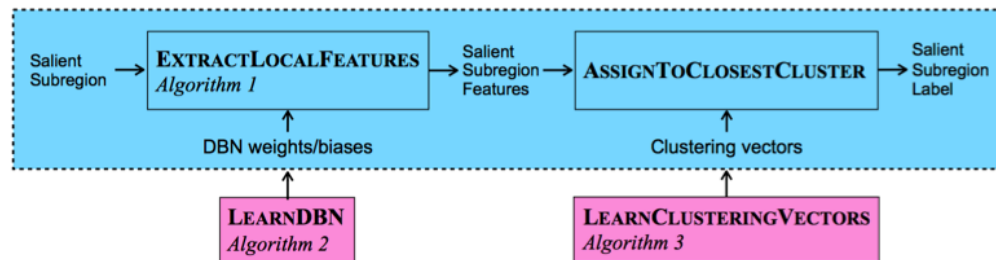 Salient
Subregion
EXTRACTLOCALFEATURES
Algorithm 1
Salient
Subregion
Features
ASSIGNTOCLOSESTCLUSTER
Salient
Subregion
Label
DBN weights/biases
Clustering vectors
LEARNDBN
Algorithm 2
LEARNCLUSTERINGVECTORS
Algorithm 3